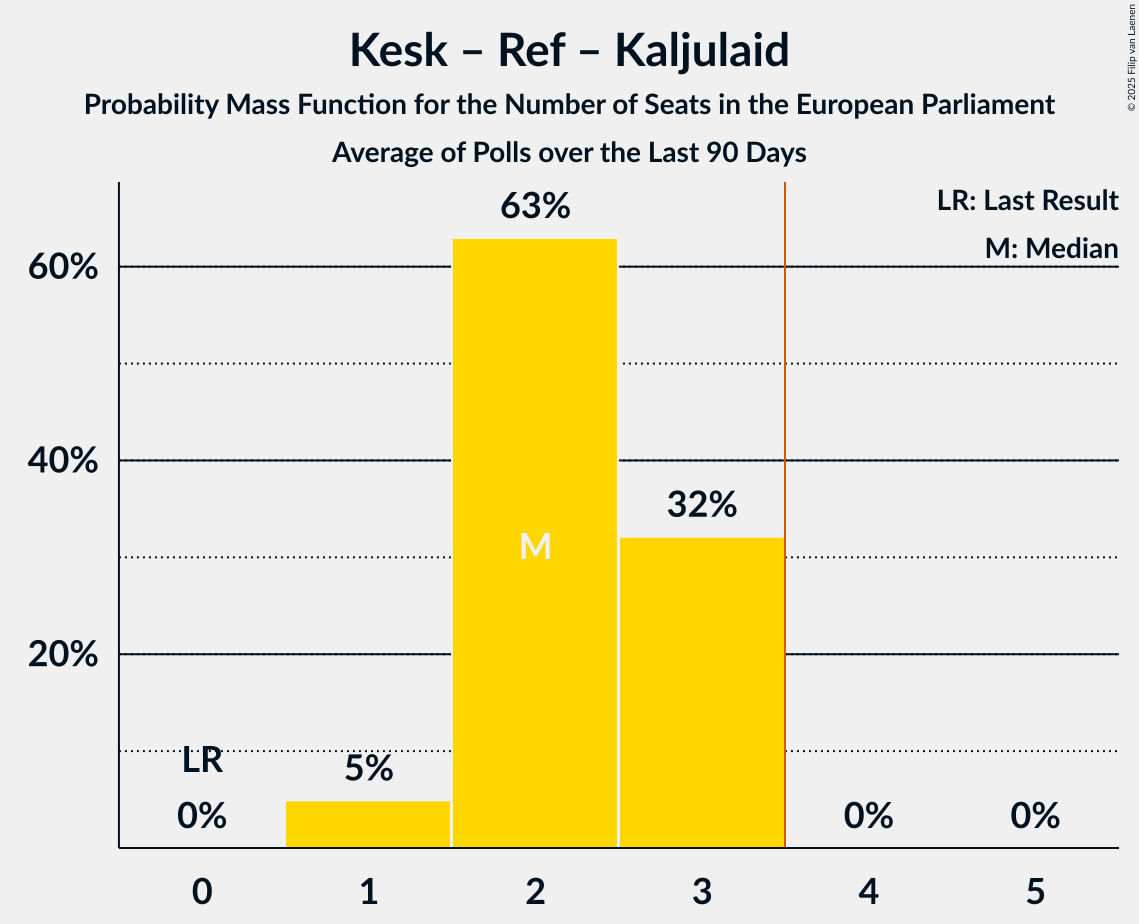 Kesk – Ref – Kaljulaid
Probability Mass Function for the Number of Seats in the European Parliament
Average of Polls over the Last 90 Days
© 2025 Filip van Laenen
LR: Last Result
M: Median
63%
60%
40%
32%
M
20%
LR
5%
0%
0%
0%
0
1
2
3
4
5